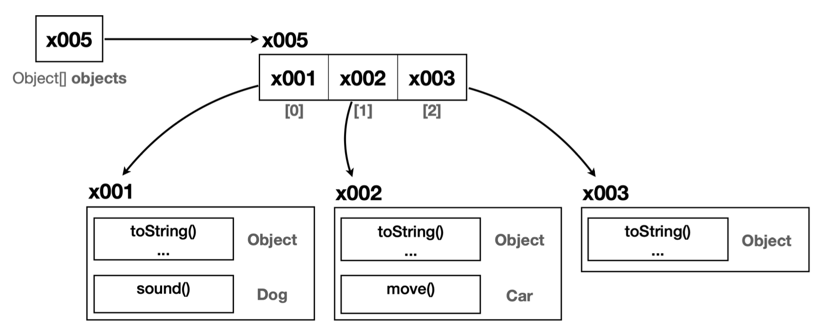 x005
Object[] objects
x005
x001 x002 x003
[0] [1] [2]
x001
toString()
...
Object
sound()
Dog
x002
toString()
...
Object
move()
Car
x003
toString()
...
Object